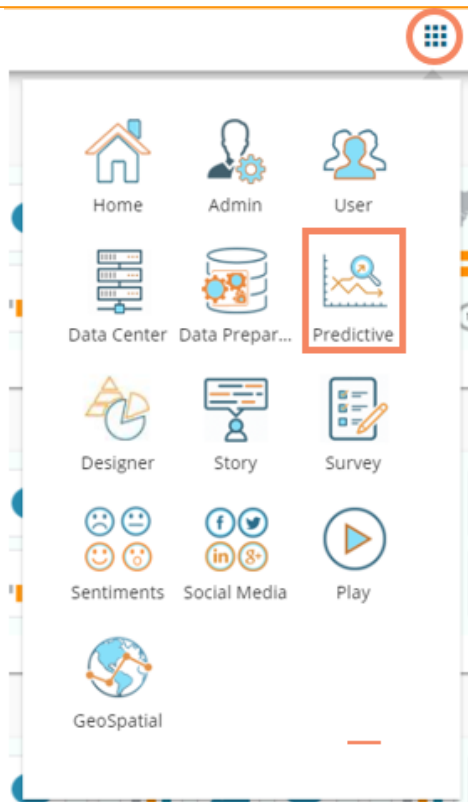 Home Admin User
Data Center Data Prepar... Predictive
Designer Story Survey
Sentiments Social Media Play
GeoSpatial